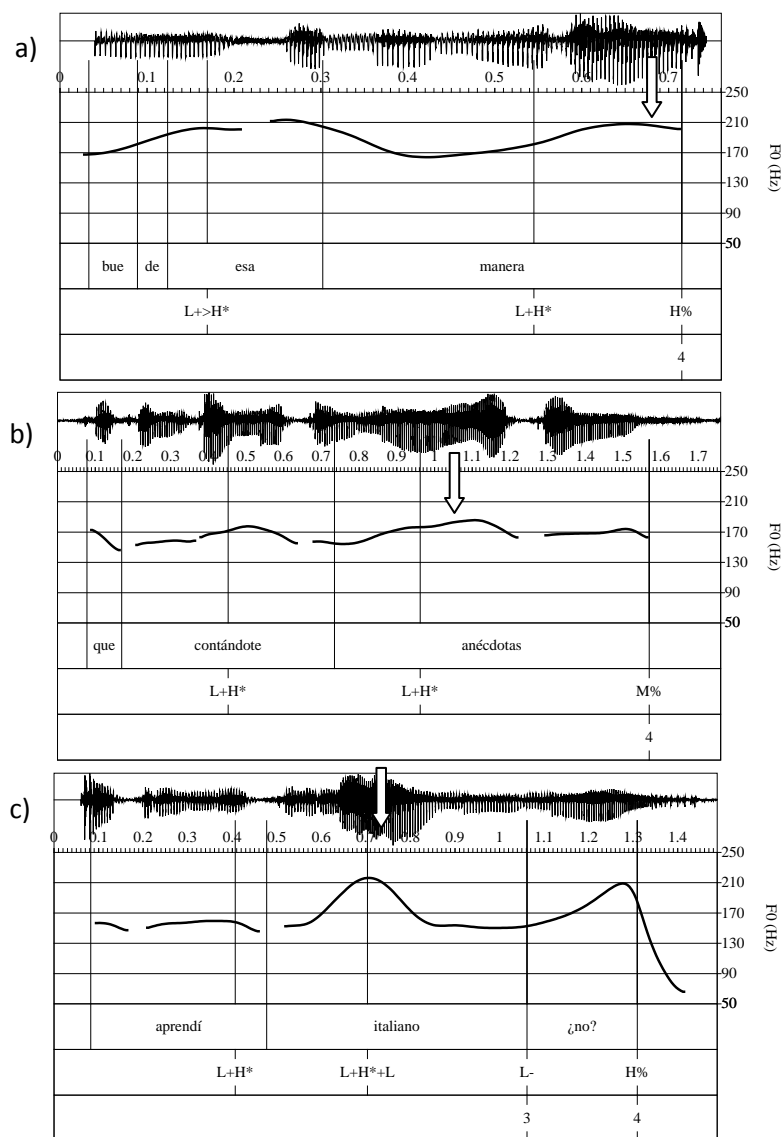 a)
0 0.1 0.2 0.3 0.4 0.5 0.6 0.7
250
210
170
130
90
50
F0 (Hz)
bue de esa manera
L+>H* L+H* H%
4
b)
0 0.1 0.2 0.3 0.4 0.5 0.6 0.7 0.8 0.9 1 1.1 1.2 1.3 1.4 1.5 1.6 1.7
250
210
170
130
90
50
F0 (Hz)
que contándote anécdotas
L+H* L+H* M%
4
c)
0 0.1 0.2 0.3 0.4 0.5 0.6 0.7 0.8 0.9 1 1.1 1.2 1.3 1.4
250
210
170
130
90
50
F0 (Hz)
aprendí italiano ¿no?
L+H* L+H*+L L- H%
3 4